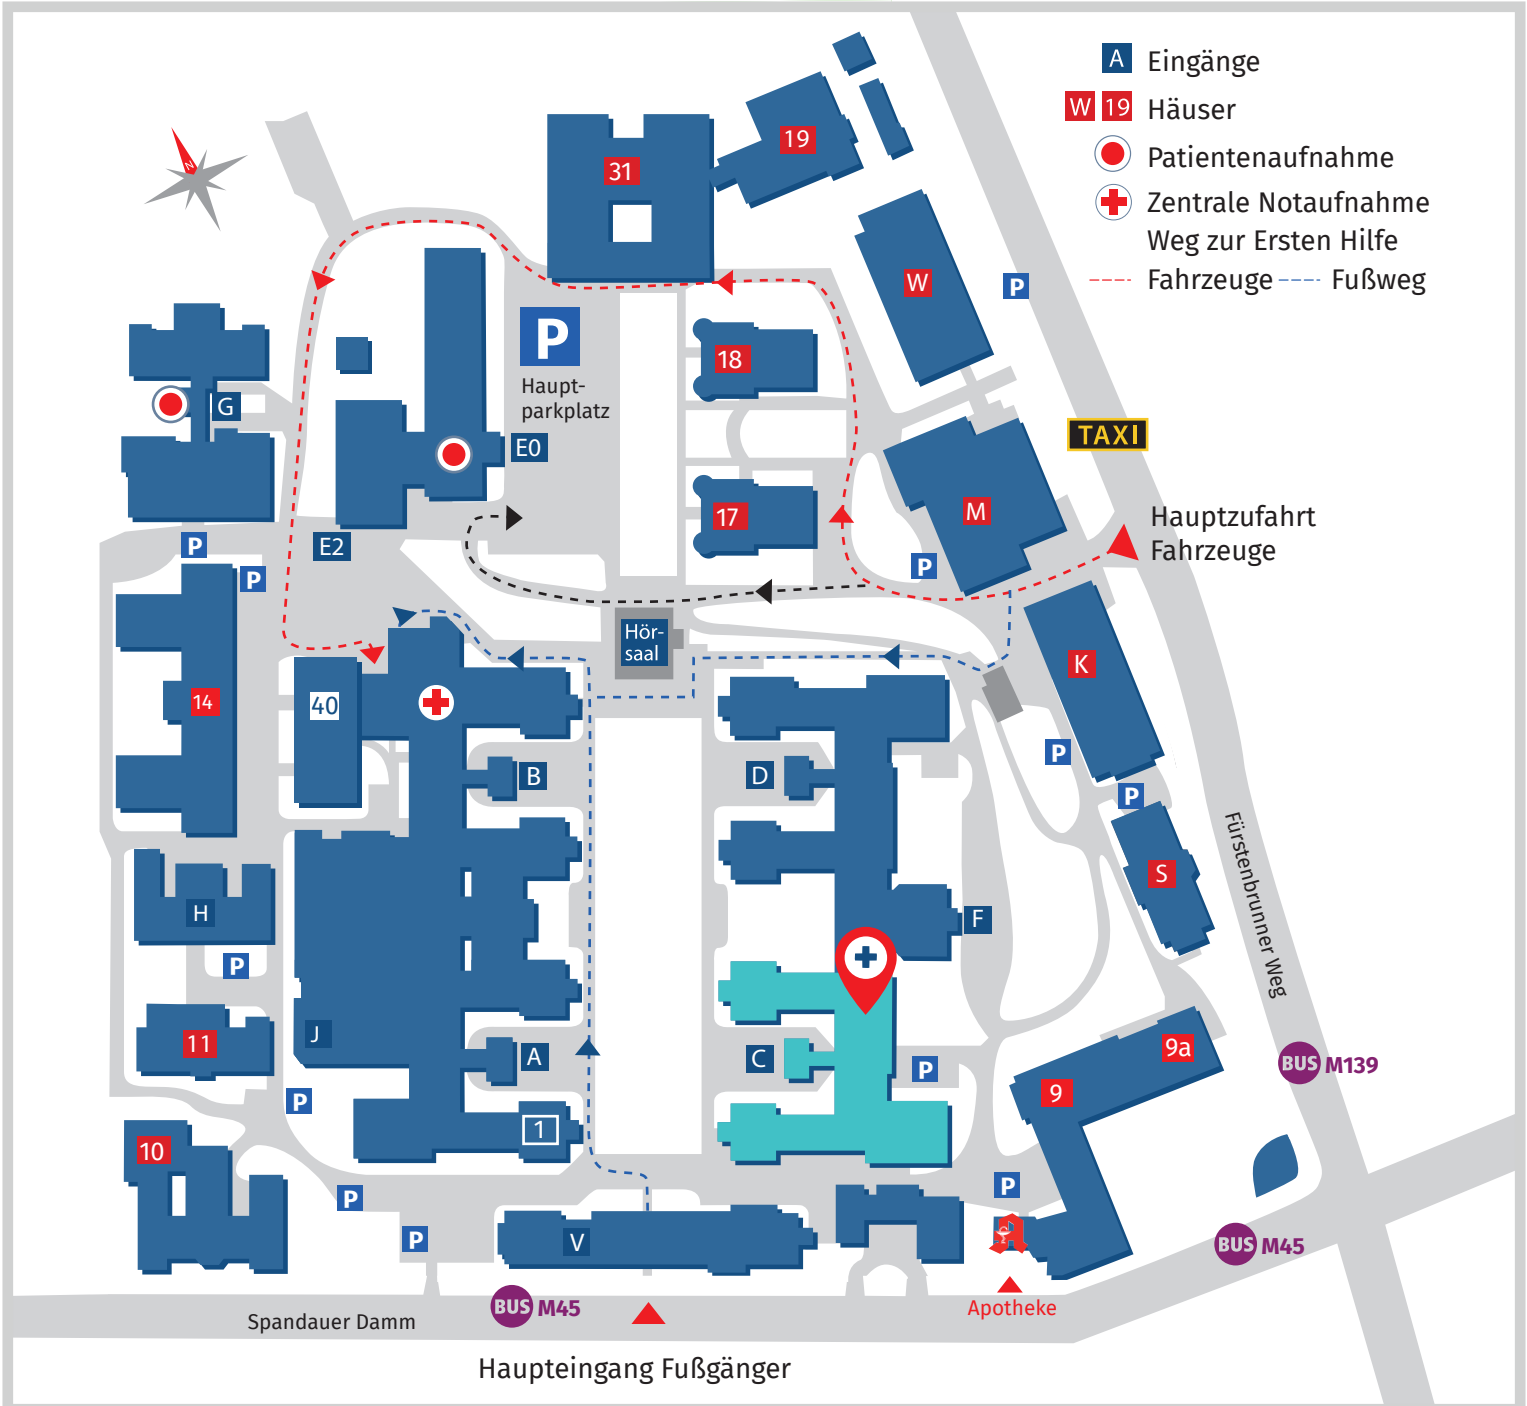 A Eingänge
W 19 Häuser
Patientenaufnahme
Zentrale Notaufnahme
Weg zur Ersten Hilfe
Fahrzeuge Fußweg
N
31
19
W
P
18
P
Haupt-
parkplatz
G
E0
TAXI
17
M
Hauptzufahrt
Fahrzeuge
E2
P
P
P
Hör-
saal
K
14
40
B
D
P
P
S
Fürstenbrunner Weg
H
F
P
J
11
A
C
P
9a
9
BUS M139
P
10
1
P
P
P
V
A
BUS M45
BUS M45
Apotheke
Spandauer Damm
Haupteingang Fußgänger